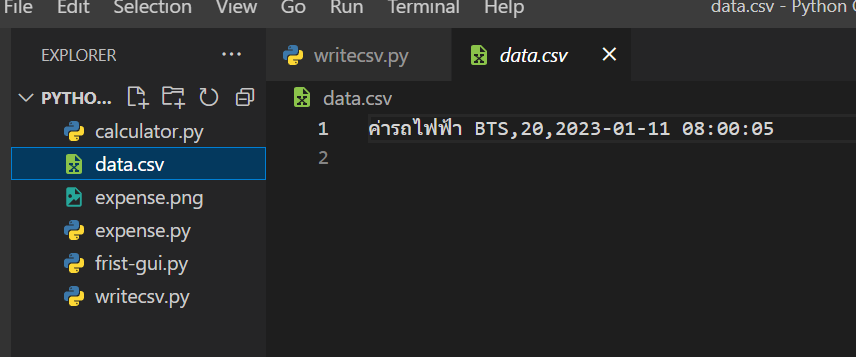 File Edit Selection View Go Run Terminal Help data.csv - Python
EXPLORER ...
writecsv.py data.csv
PYTHO...
data.csv
calculator.py
1 ค่ารถไฟฟ้า BTS,20,2023-01-11 08:00:05
data.csv
2
expense.png
expense.py
frist-gui.py
writecsv.py